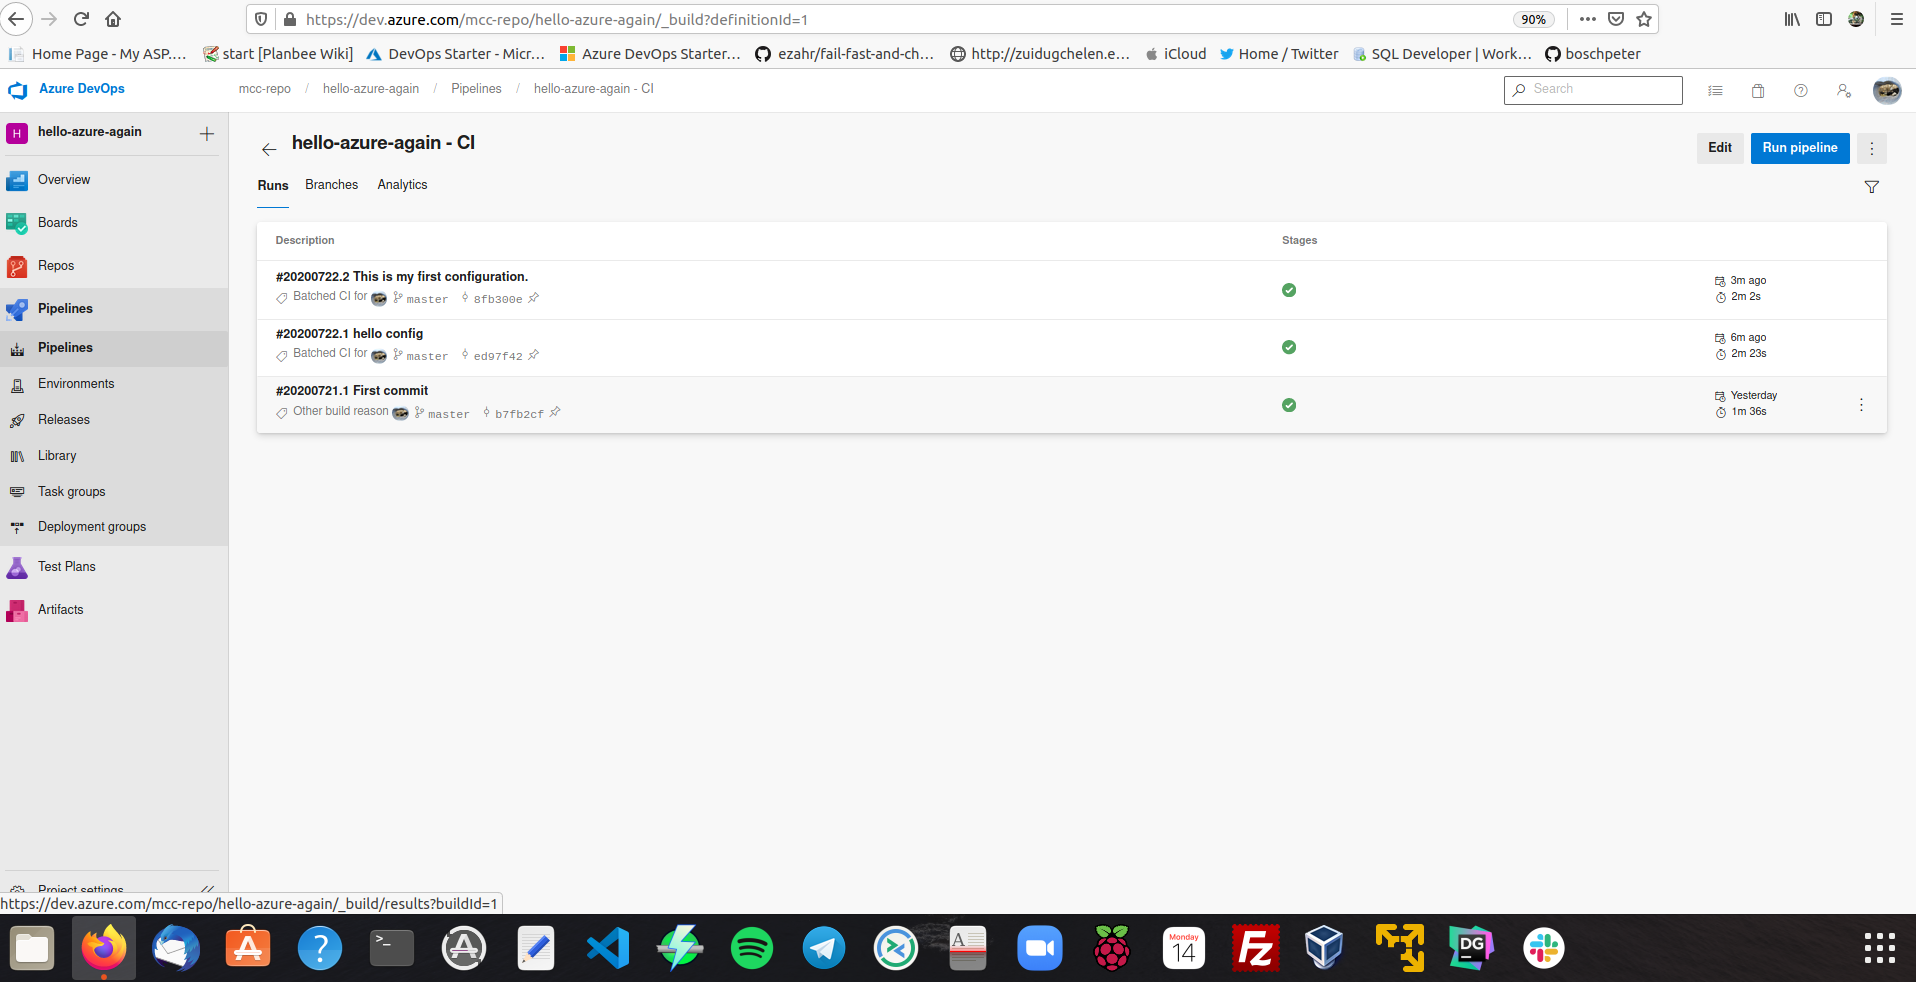 https://dev.azure.com/mcc-repo/hello-azure-again/_build?definitionId=1
90%
Home Page - My ASP.… start [Planbee Wiki] DevOps Starter - Micr… Azure DevOps Starter… ezahr/fail-fast-and-ch… http://zuidugchelen.e… iCloud Home / Twitter SQL Developer | Work… boschpeter
Azure DevOps
mcc-repo / hello-azure-again / Pipelines / hello-azure-again - CI
Search
H hello-azure-again
Overview
Boards
Repos
Pipelines
Pipelines
Environments
Releases
Library
Task groups
Deployment groups
Test Plans
Artifacts
Project settings
hello-azure-again - CI
Edit Run pipeline
Runs Branches Analytics
Description Stages
#20200722.2 This is my first configuration.
Batched CI for master 8fb300e
3m ago
2m 2s
#20200722.1 hello config
Batched CI for master ed97f42
6m ago
2m 23s
#20200721.1 First commit
Other build reason master b7fb2cf
Yesterday
1m 36s
https://dev.azure.com/mcc-repo/hello-azure-again/_build/results?buildId=1
>_
?
A
A
Monday
14
Fz
DG